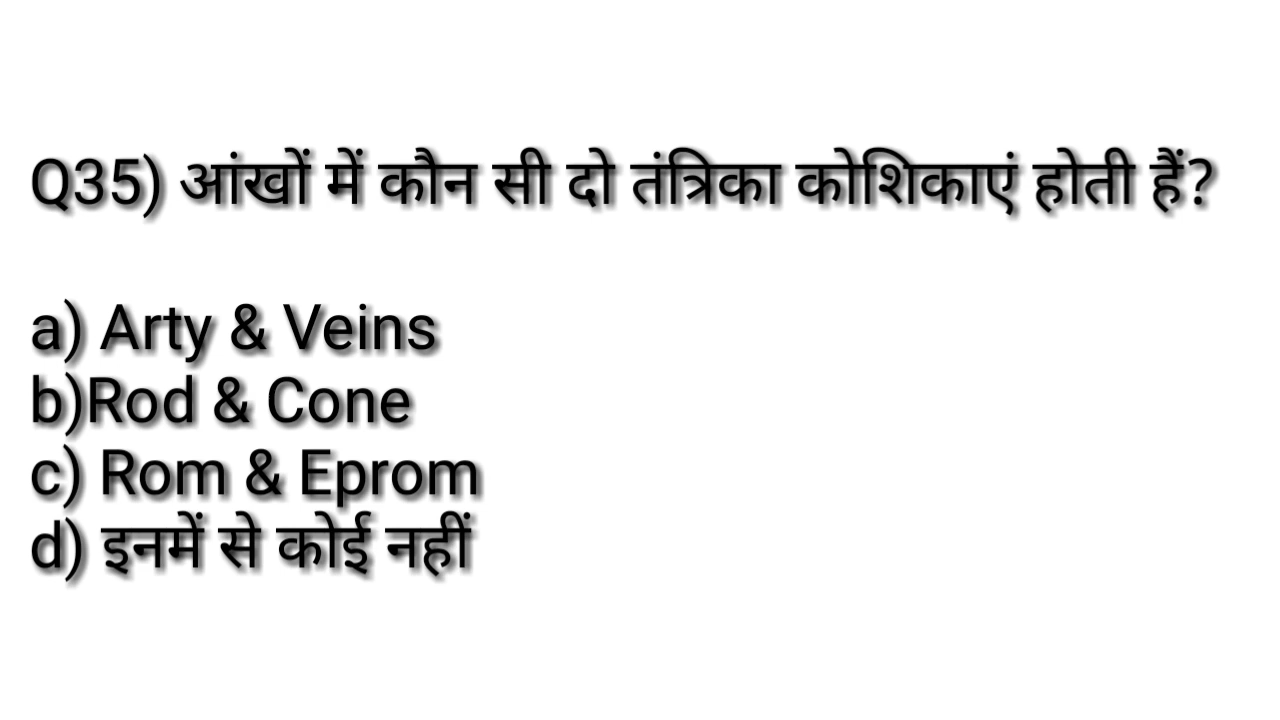 Q35) आंखों में कौन सी दो तंत्रिका कोशिकाएं होती हैं?
a) Arty & Veins
b)Rod & Cone
c) Rom & Eprom
d) इनमें से कोई नहीं